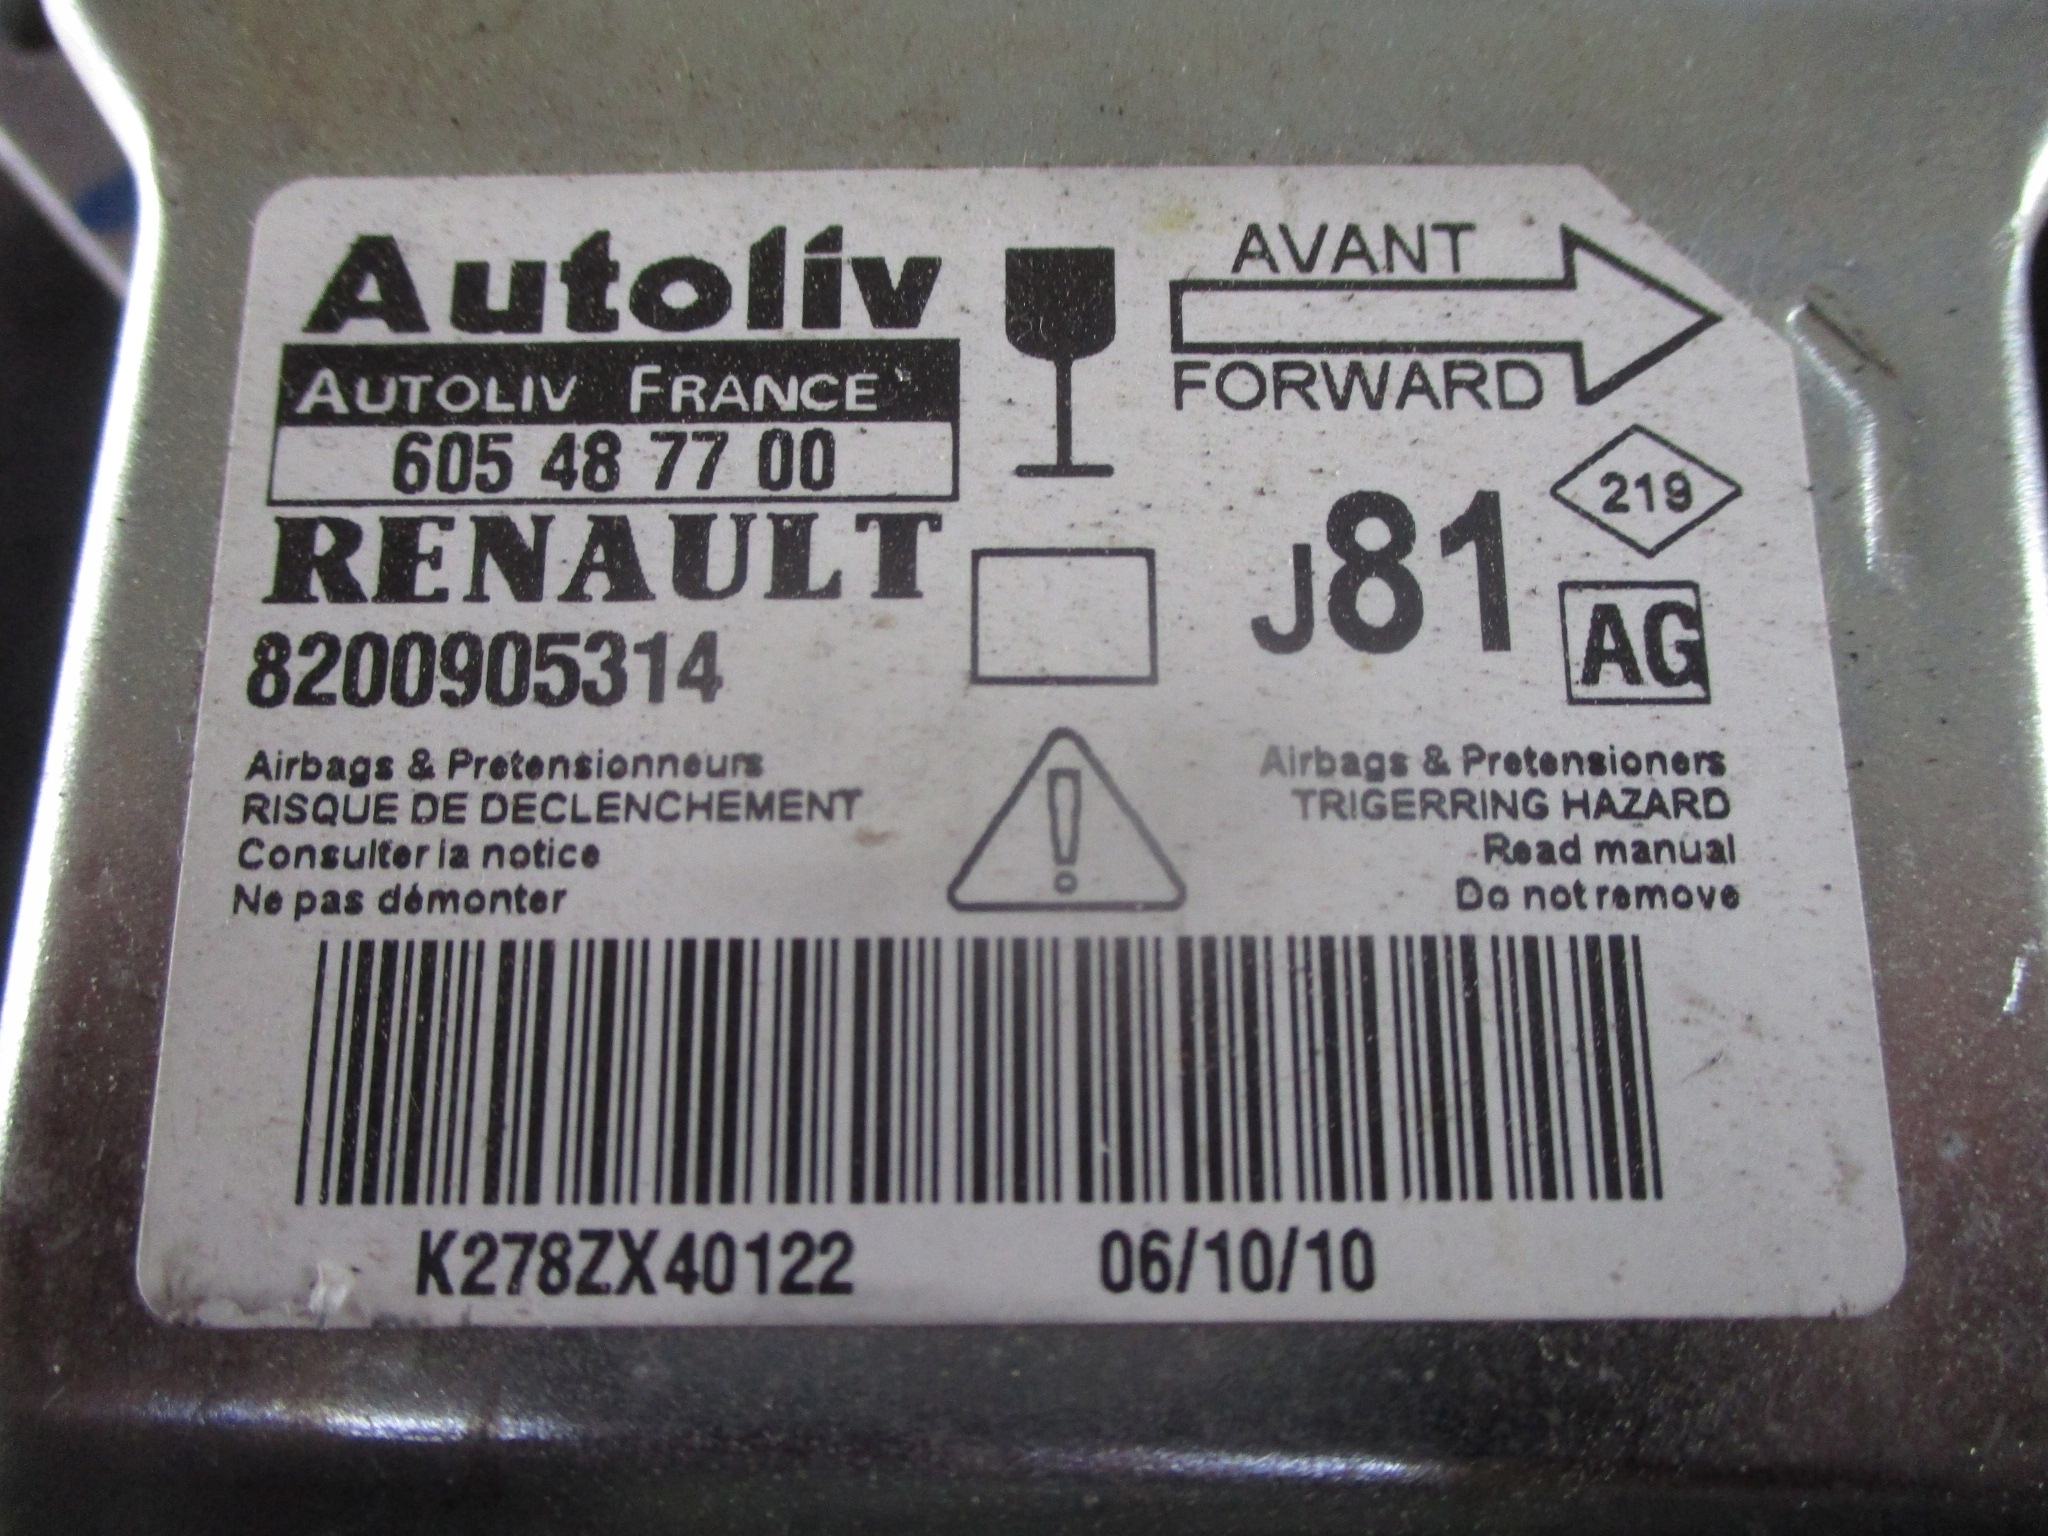 Autoliv
AUTOLIV FRANCE
605 48 77 00
RENAULT
8200905314
AVANT
FORWARD
219
J81
AG
Airbags & Pretensionneurs
RISQUE DE DECLENCHEMENT
Consulter la notice
Ne pas démonter
Airbags & Pretensioners
TRIGERRING HAZARD
Read manual
Do not remove
K278ZX40122 06/10/10